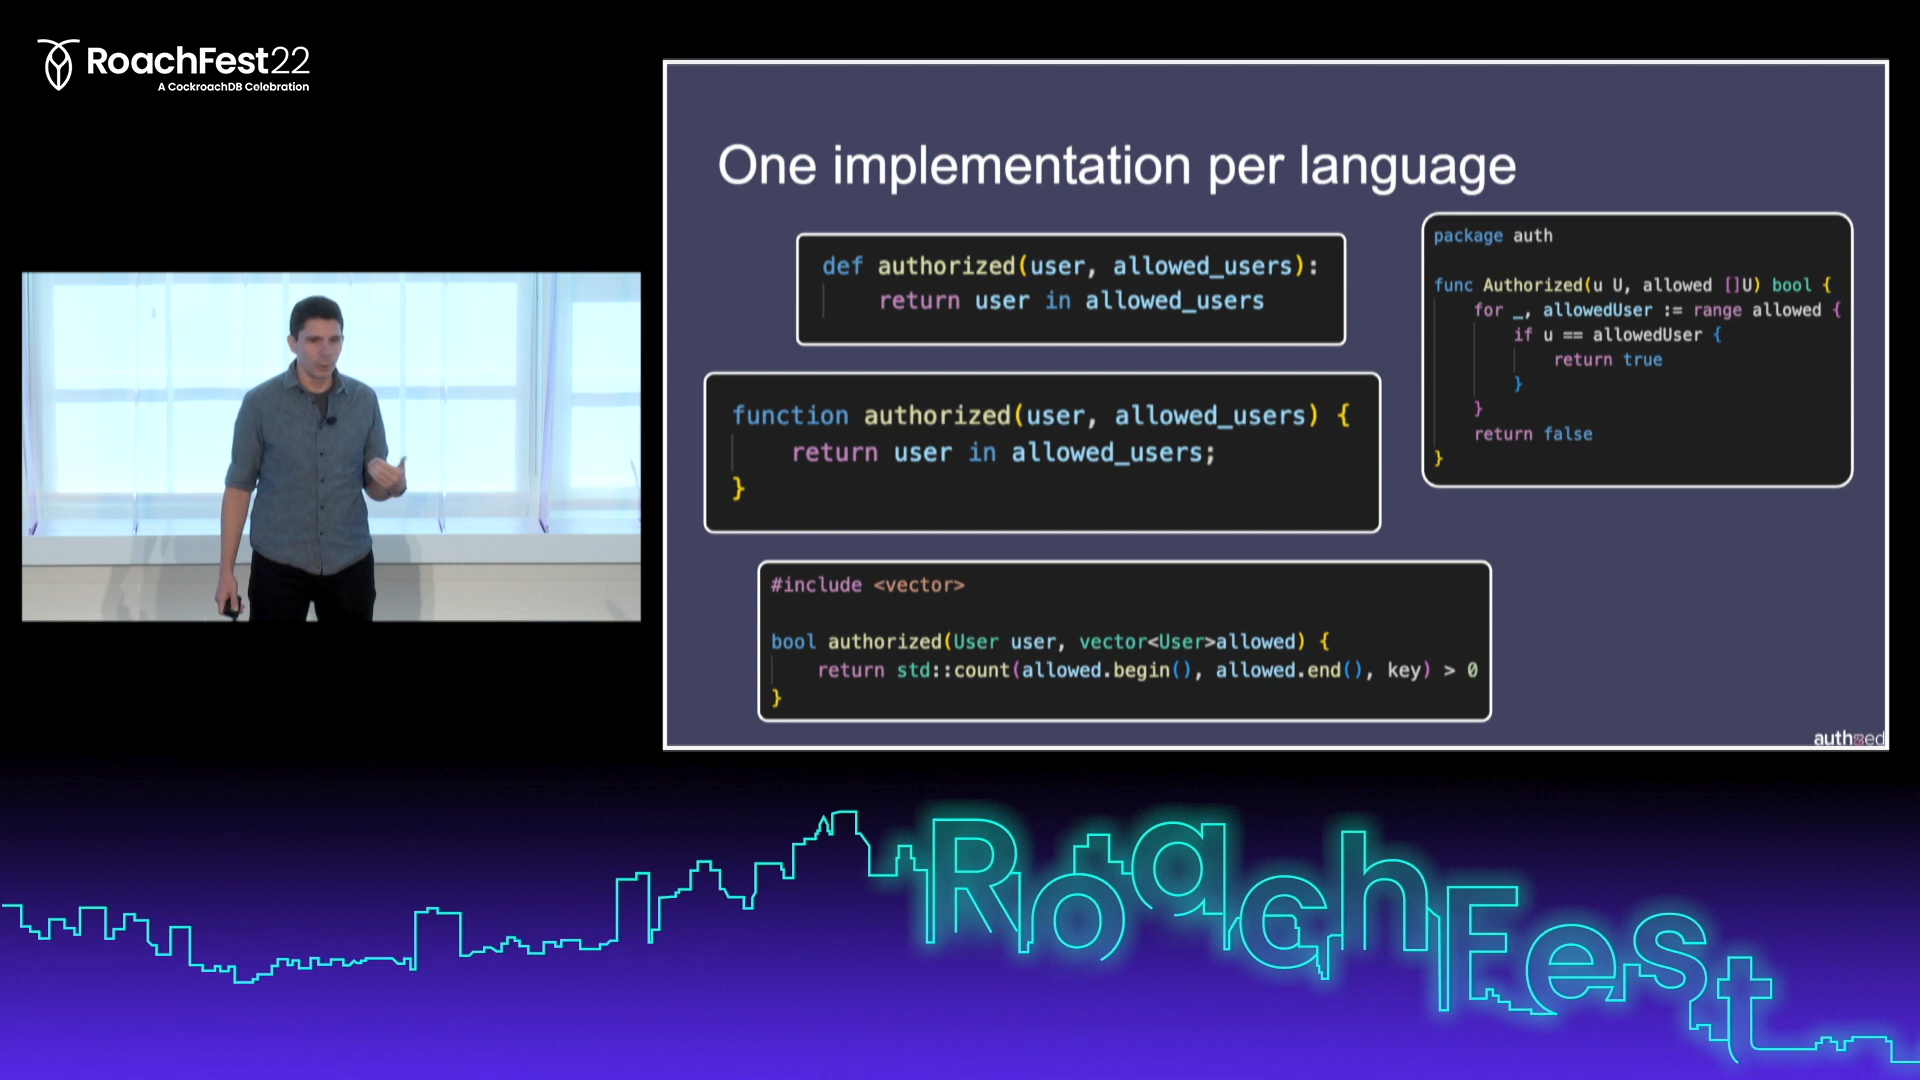 RoachFest22
A CockroachDB Celebration
One implementation per language
def authorized(user, allowed_users):
return user in allowed_users
package auth
func Authorized(u U, allowed []U) bool {
for _, allowedUser := range allowed {
if u == allowedUser {
return true
}
}
return false
}
function authorized(user, allowed_users) {
return user in allowed_users;
}
#include <vector>
bool authorized(User user, vector<User>allowed) {
return std::count(allowed.begin(), allowed.end(), key) > 0
}
authzed
RoachFest